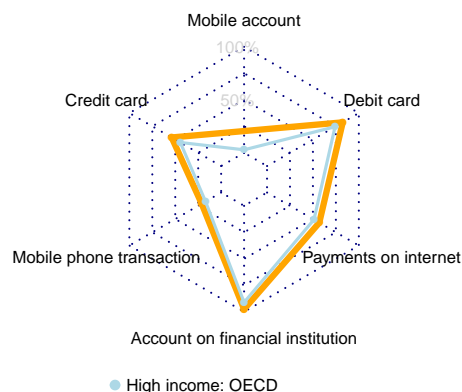 Mobile account
100%
Credit card
50%
Debit card
Mobile phone transaction
Payments on internet
Account on financial institution
High income: OECD